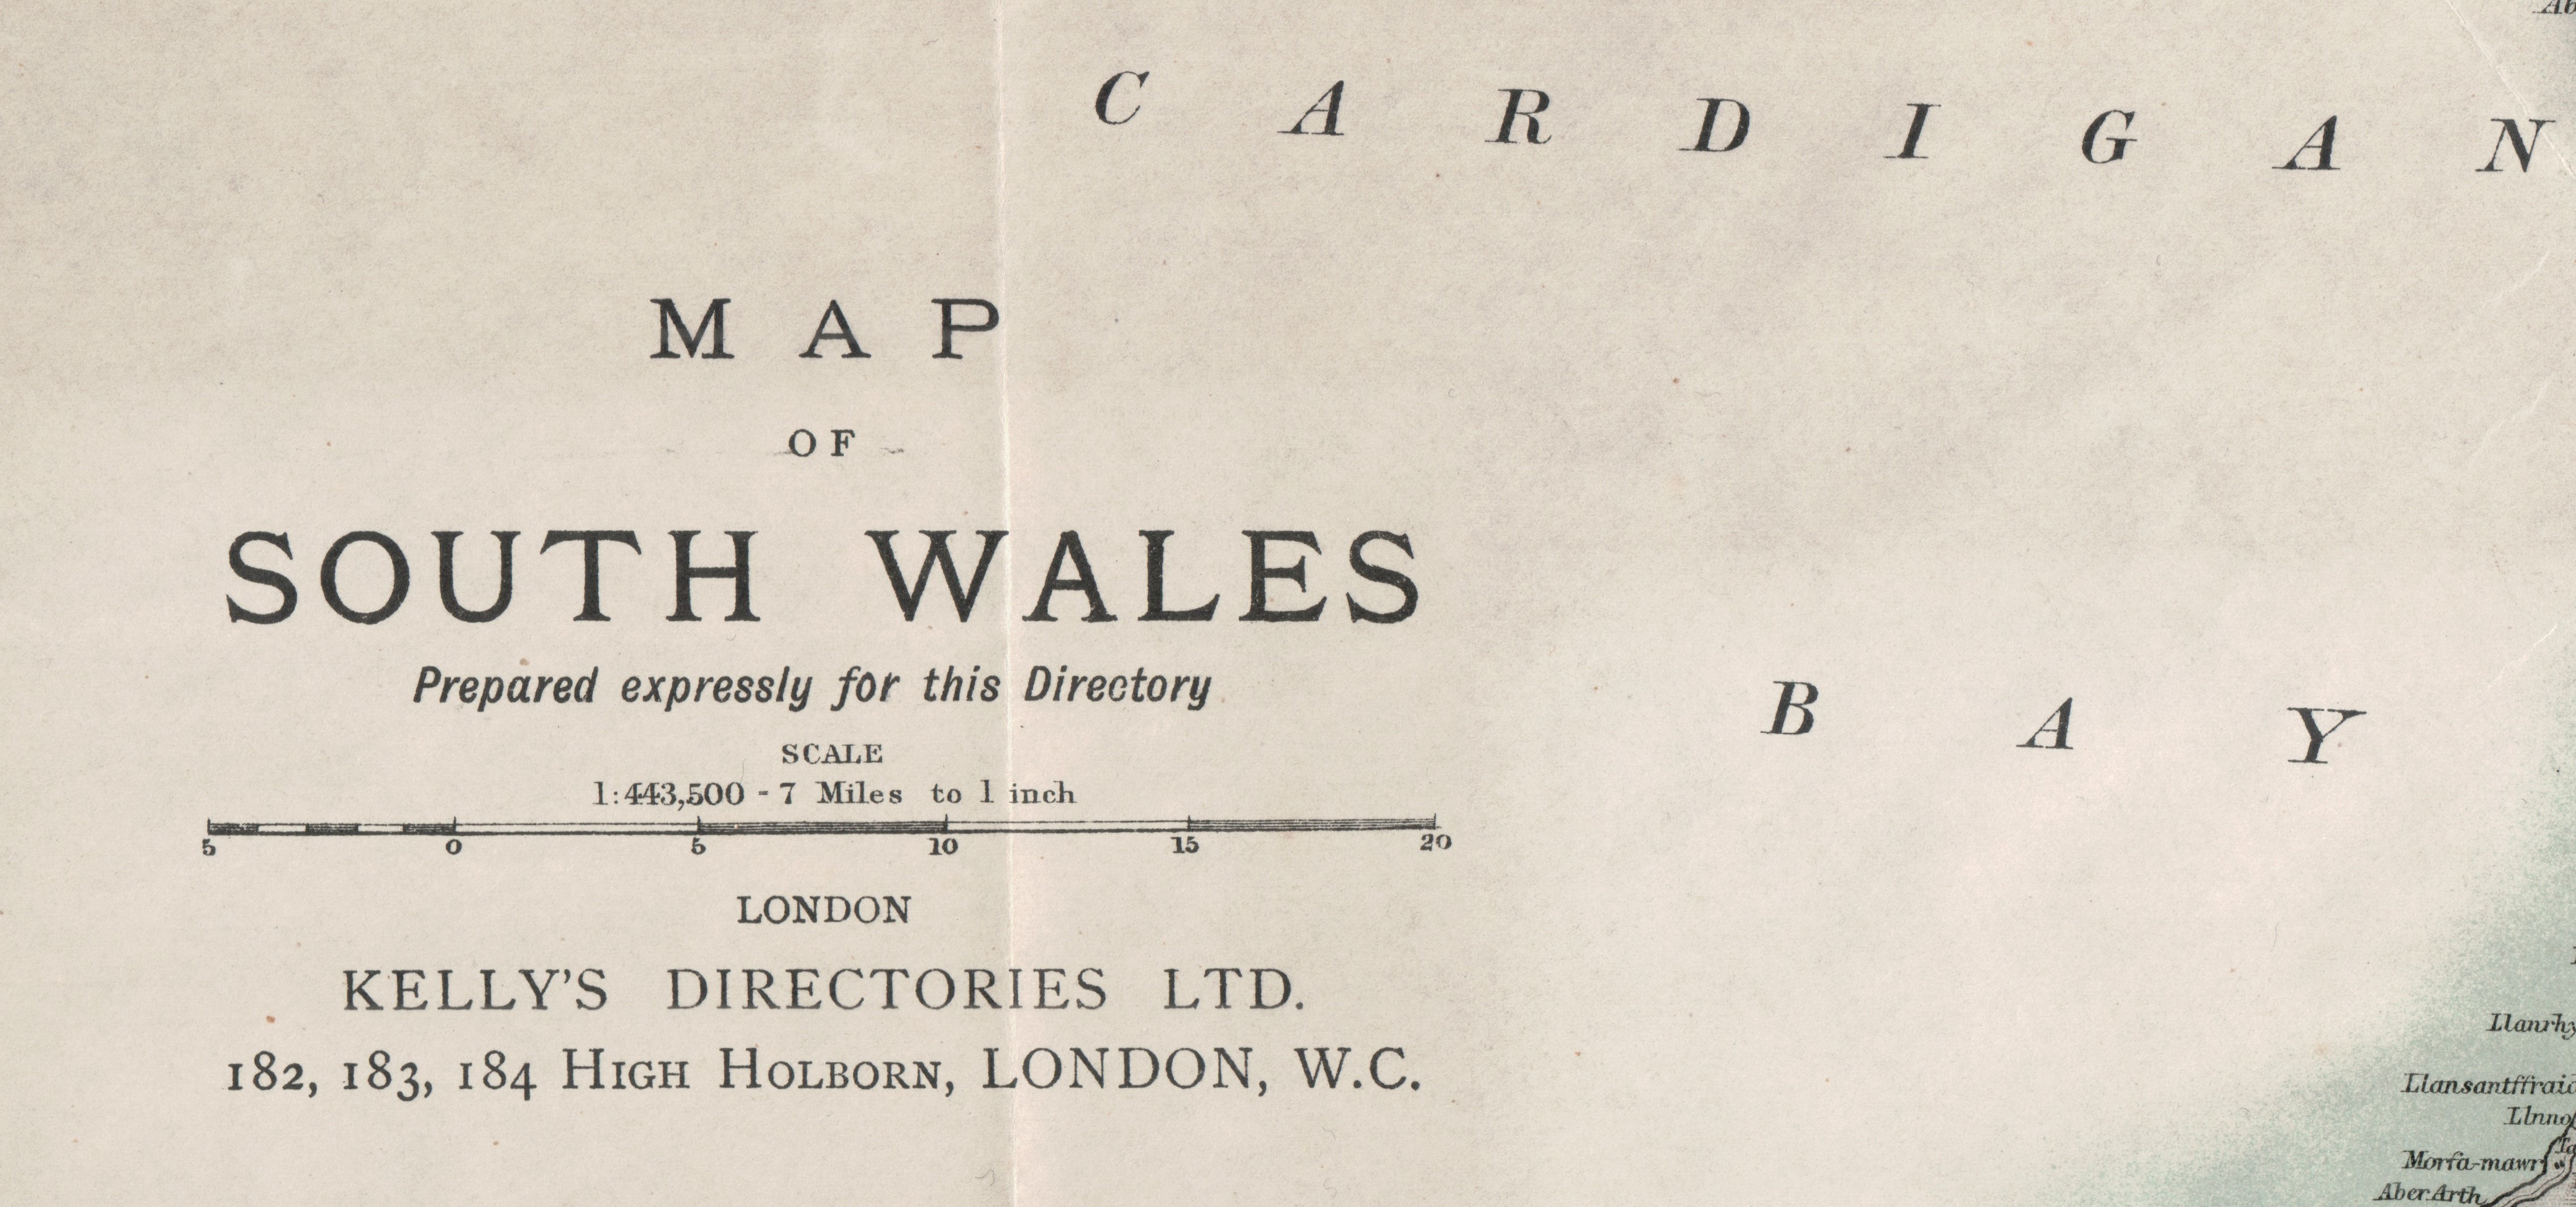 CARDIGAN
MAP
OF
SOUTH WALES
Prepared expressly for this Directory
BAY
SCALE
1:443,500 - 7 Miles to 1 inch
5 0 5 10 15 20
LONDON
KELLY'S DIRECTORIES LTD.
182, 183, 184 HIGH HOLBORN, LONDON, W.C.
Morfa-mawr
Aber Arth